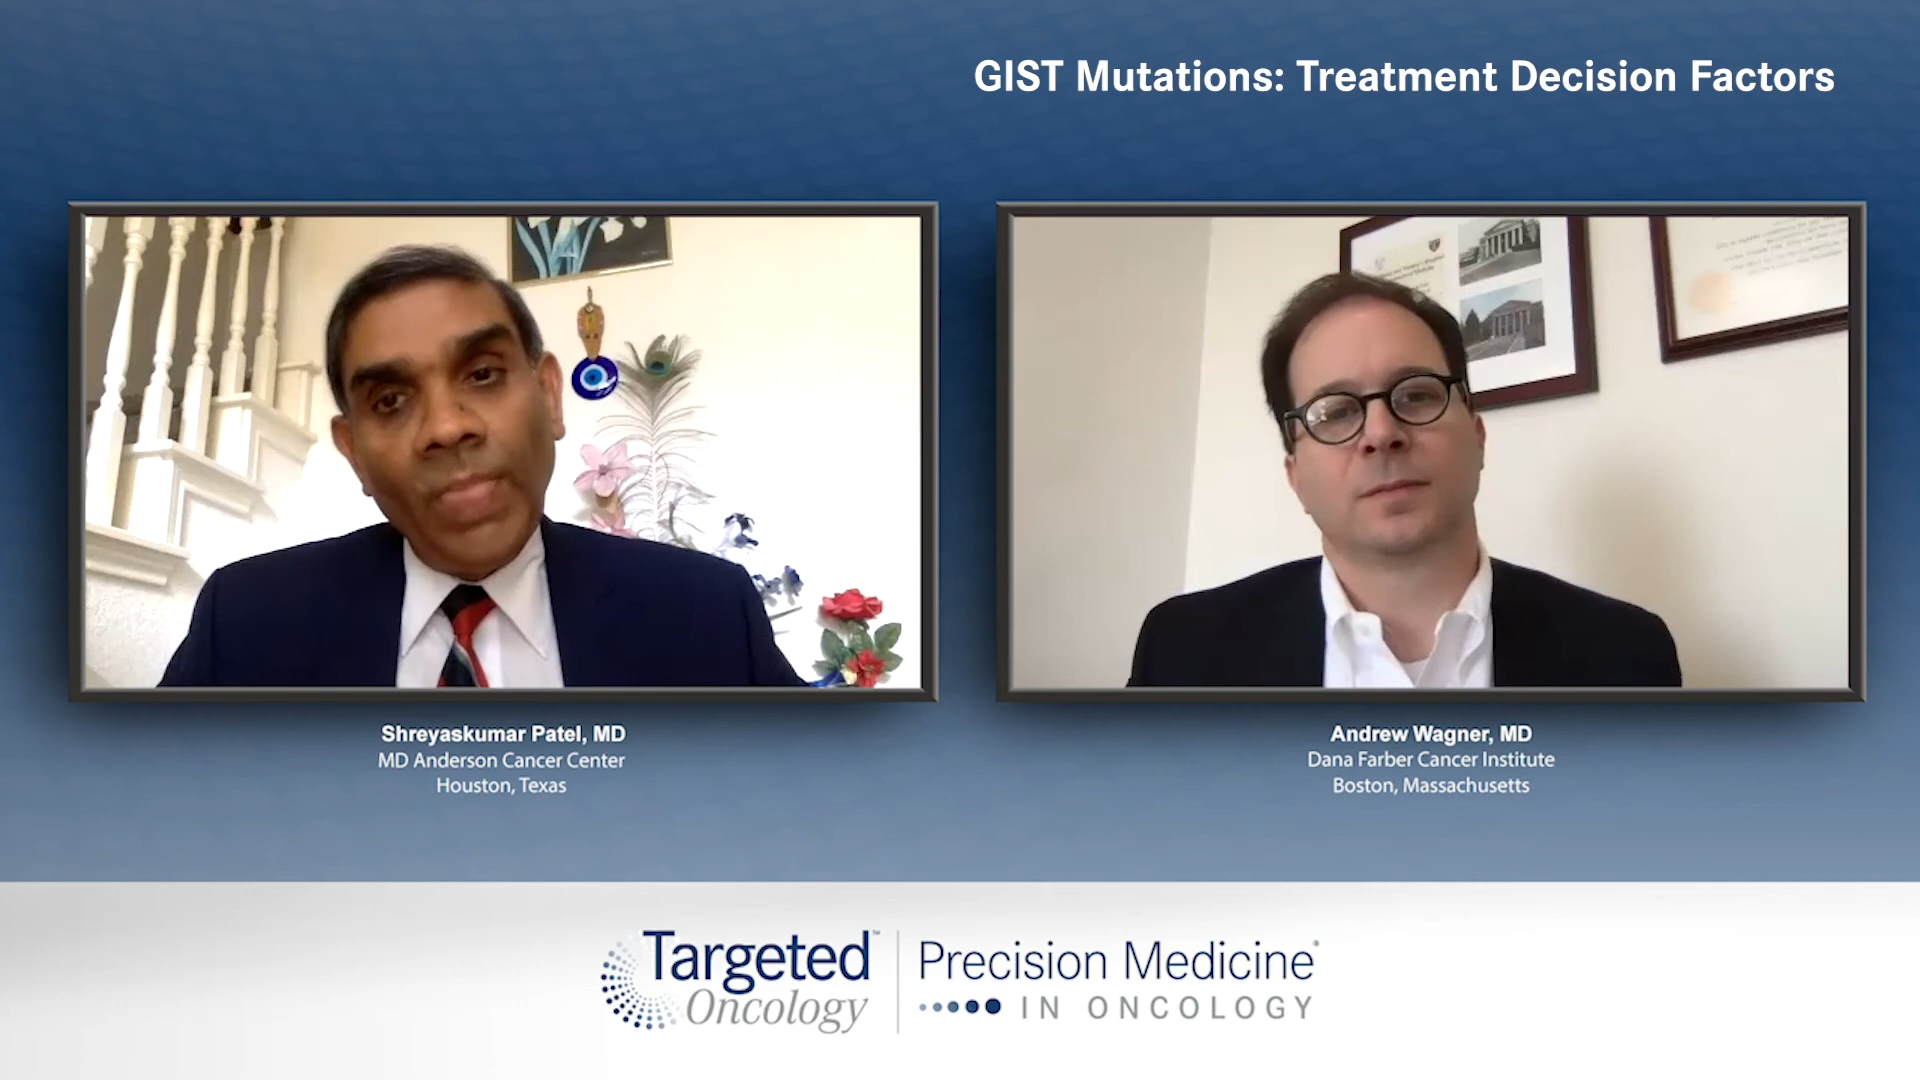 GIST Mutations: Treatment Decision Factors
Shreyaskumar Patel, MD
MD Anderson Cancer Center
Houston, Texas
Andrew Wagner, MD
Dana Farber Cancer Institute
Boston, Massachusetts
Targeted™
Oncology
Precision Medicine®
IN ONCOLOGY